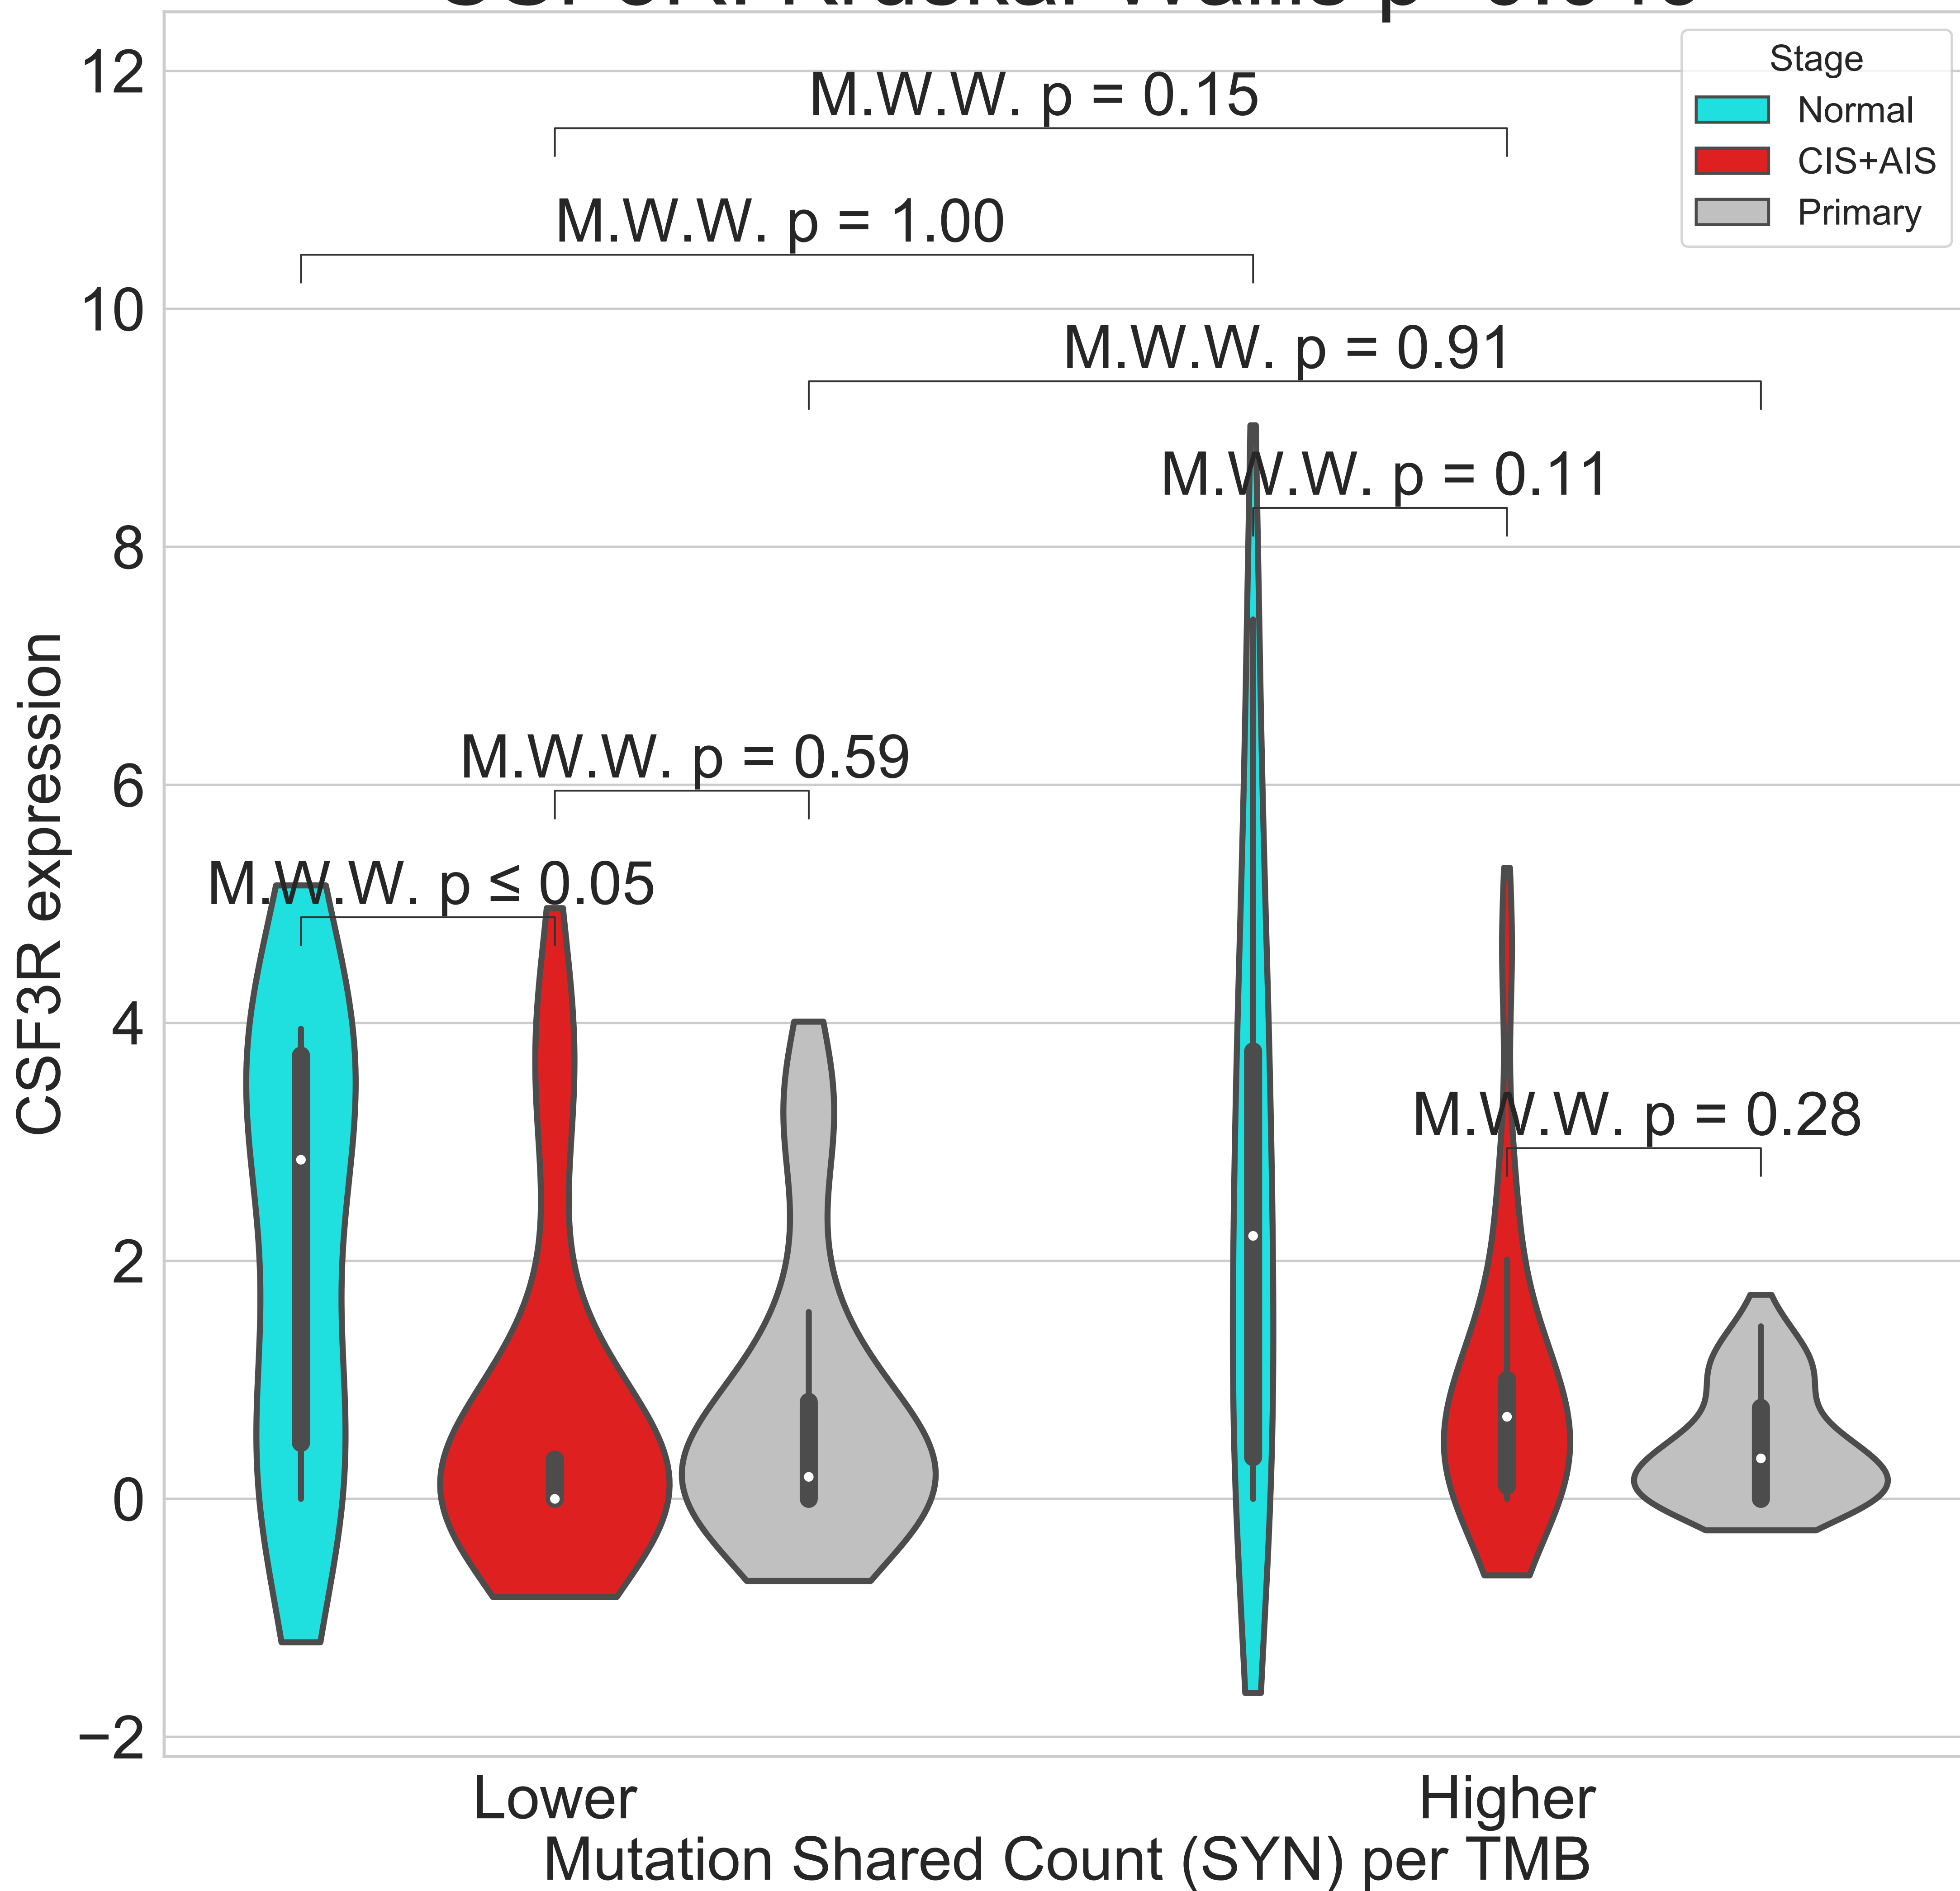 12
10
8
6
4
2
0
−2
CSF3R expression
M.W.W. p = 0.15
M.W.W. p = 1.00
M.W.W. p = 0.91
M.W.W. p = 0.11
M.W.W. p = 0.59
M.W.W. p ≤ 0.05
M.W.W. p = 0.28
Stage
Normal
CIS+AIS
Primary
Lower
Higher
Mutation Shared Count (SYN) per TMB